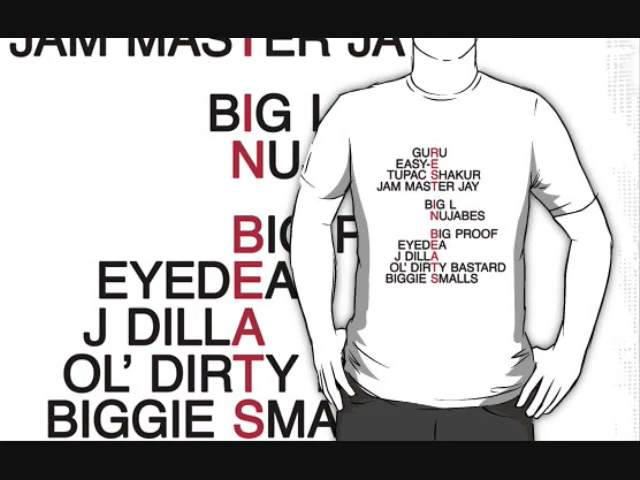 JAM MASTER JA
BIG L
NUJ
BIG P
EYEDEA
J DILLA
OL' DIRTY
BIGGIE SMA
GURU
EASY-E
TUPAC SHAKUR
JAM MASTER JAY
BIG L
NUJABES
BIG PROOF
EYEDEA
J DILLA
OL' DIRTY BASTARD
BIGGIE SMALLS